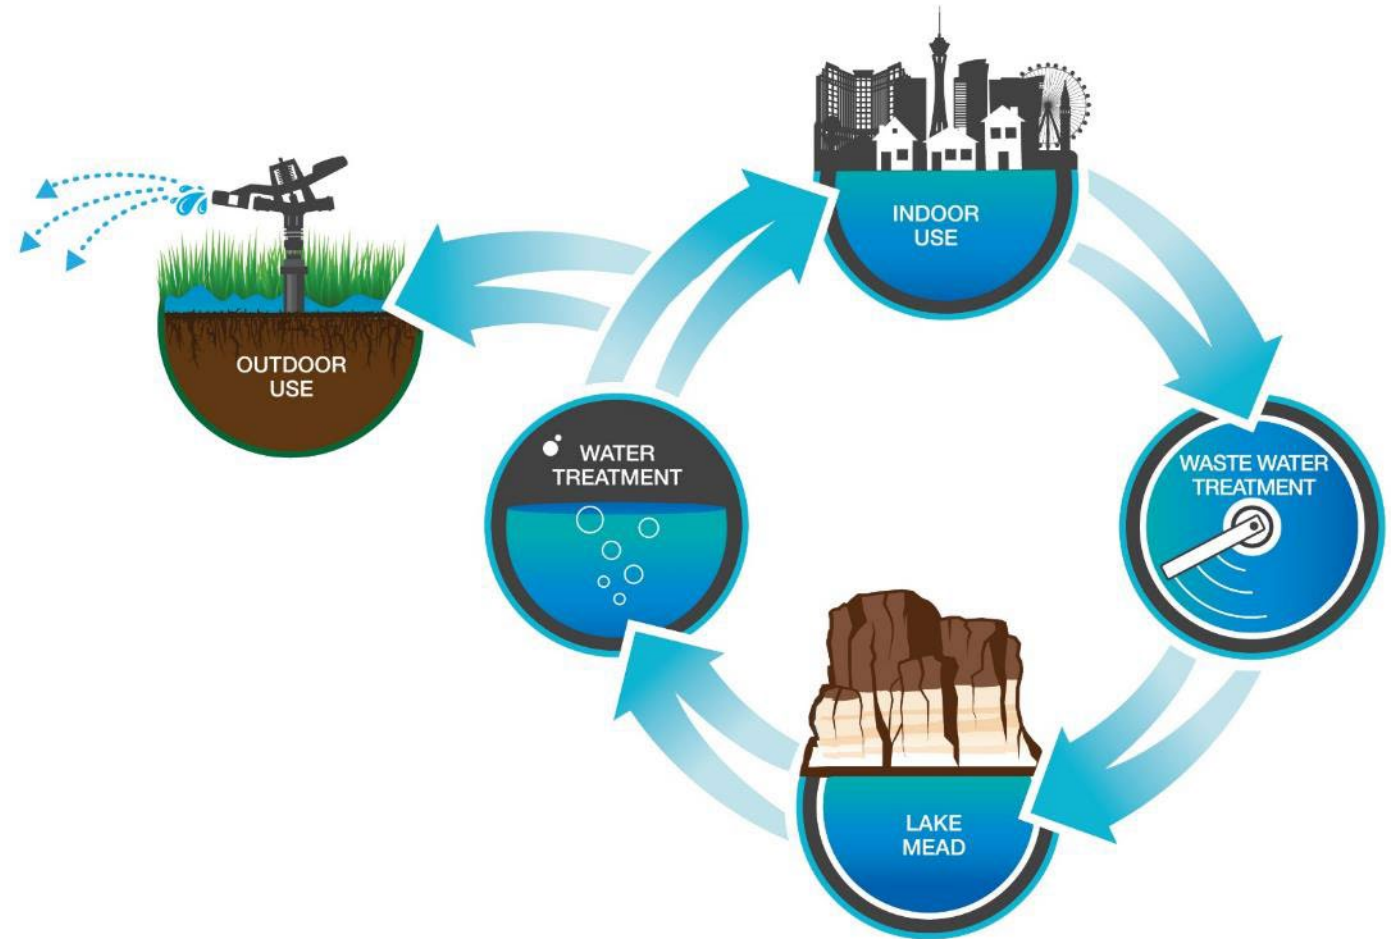 INDOOR
USE
OUTDOOR
USE
WATER
TREATMENT
WASTE WATER
TREATMENT
LAKE
MEAD